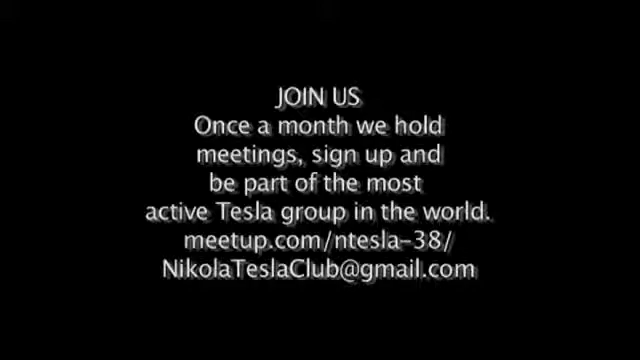 JOIN US
Once a month we hold
meetings, sign up and
be part of the most
active Tesla group in the world.
meetup.com/ntesla-38/
NikolaTeslaClub@gmail.com